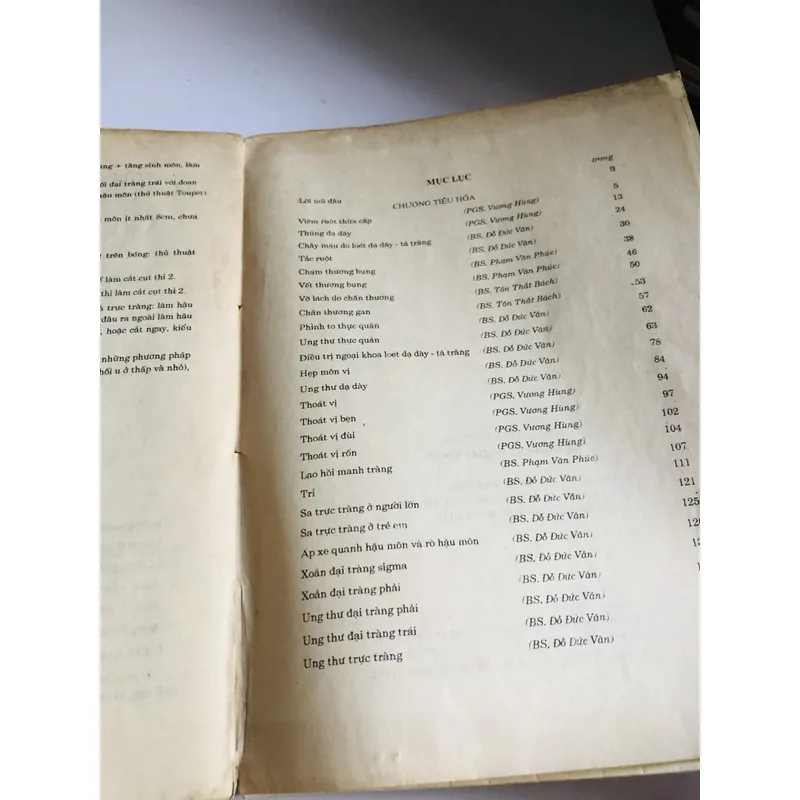 ung + tăng sinh môn, làm
ối đại tràng trái với đoạn
ậu môn (thủ thuật Toupet).
môn ít nhất 8cm, chưa
trên bóng: thủ thuật
làm cắt cụt thì 2.
thì làm cắt cụt thì 2.
à trực tràng: làm hậu
đầu ra ngoài làm hậu
, hoặc cắt ngay, kiểu
những phương pháp
hối u ở thấp và nhỏ),
MỤC LỤC
trang
Lời nói đầu 3
CHƯƠNG TIÊU HÓA
Viêm ruột thừa cấp (PGS. Vương Hùng) 5
Thủng dạ dày (PGS. Vương Hùng) 13
Chảy máu do loét dạ dày - tá tràng (BS. Đỗ Đức Vân) 24
Tắc ruột (BS. Đỗ Đức Vân) 30
Chạm thương bụng (BS. Phạm Văn Phúc) 38
Vết thương bụng (BS. Phạm Văn Phúc) 46
Vỡ lách do chấn thương (BS. Tôn Thất Bách) 50
Chấn thương gan (BS. Tôn Thất Bách) 53
Phình to thực quản (BS. Đỗ Đức Vân) 57
Ung thư thực quản (BS. Đỗ Đức Vân) 62
Điều trị ngoại khoa loét dạ dày - tá tràng (BS. Đỗ Đức Vân) 63
Hẹp môn vị (BS. Đỗ Đức Vân) 78
Ung thư dạ dày (BS. Đỗ Đức Vân) 84
Thoát vị (PGS. Vương Hùng) 94
Thoát vị bẹn (PGS. Vương Hùng) 97
Thoát vị đùi (PGS. Vương Hùng) 102
Thoát vị rốn (PGS. Vương Hùng) 104
Lao hồi manh tràng (BS. Phạm Văn Phúc) 107
Trĩ (BS. Đỗ Đức Vân) 111
Sa trực tràng ở người lớn (BS. Đỗ Đức Vân) 121
Sa trực tràng ở trẻ em (BS. Đỗ Đức Vân) 125
Áp xe quanh hậu môn và rò hậu môn (BS. Đỗ Đức Vân)
Xoắn đại tràng sigma (BS. Đỗ Đức Vân)
Xoắn đại tràng phải (BS. Đỗ Đức Vân)
Ung thư đại tràng phải (BS. Đỗ Đức Vân)
Ung thư đại tràng trái (BS. Đỗ Đức Vân)
Ung thư trực tràng (BS. Đỗ Đức Vân)